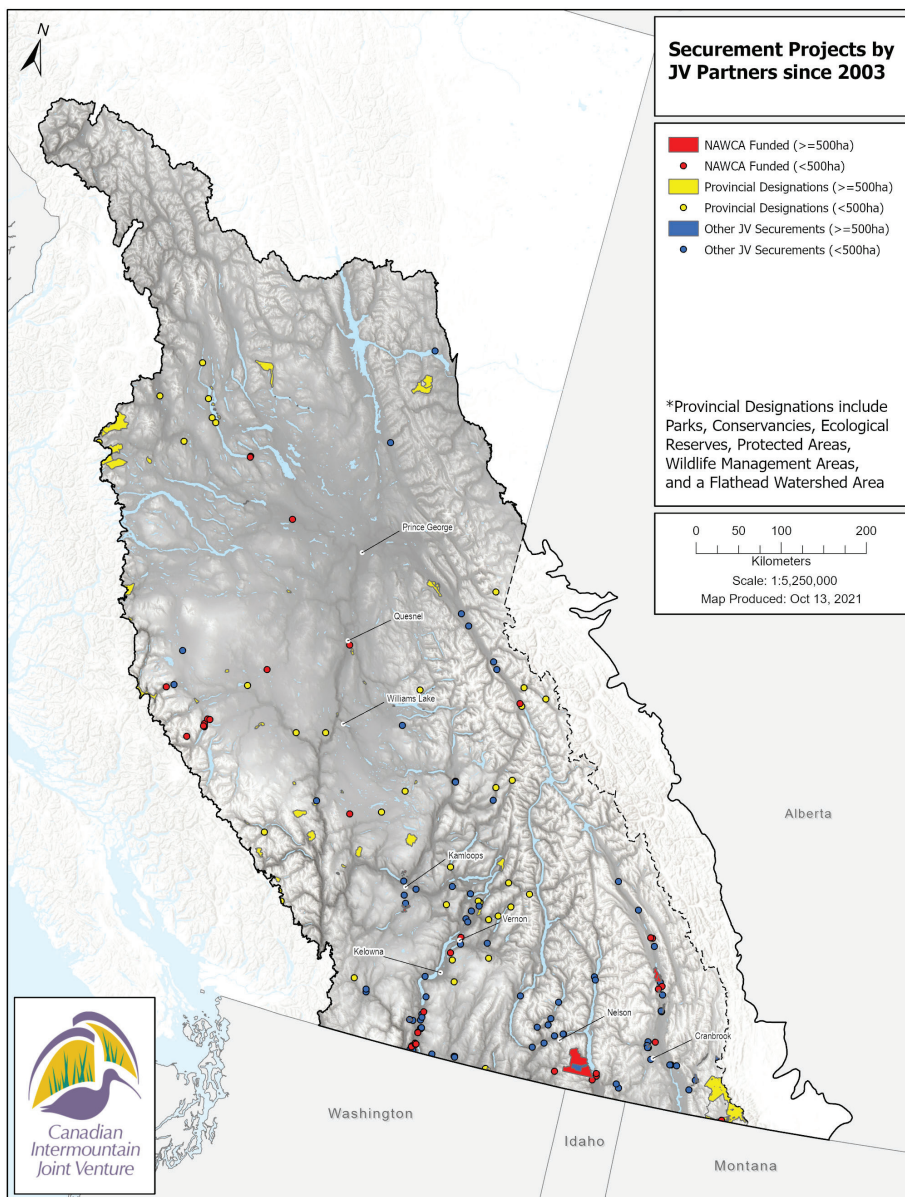 N
Securement Projects by
JV Partners since 2003
NAWCA Funded (>=500ha)
NAWCA Funded (<500ha)
Provincial Designations (>=500ha)
Provincial Designations (<500ha)
Other JV Securements (>=500ha)
Other JV Securements (<500ha)
*Provincial Designations include
Parks, Conservancies, Ecological
Reserves, Protected Areas,
Wildlife Management Areas,
and a Flathead Watershed Area
0 50 100 200
Kilometers
Scale: 1:5,250,000
Map Produced: Oct 13, 2021
Prince George
Quesnel
Williams Lake
Alberta
Kamloops
Vernon
Kelowna
Nelson
Cranbrook
Washington
Idaho
Montana
Canadian
Intermountain
Joint Venture